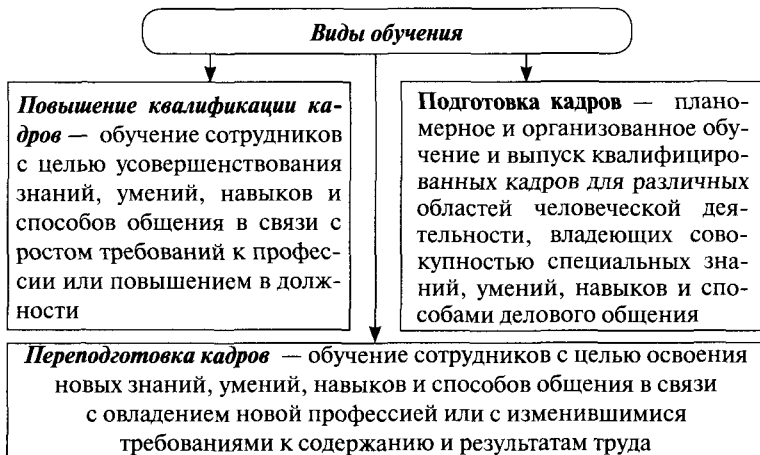 Виды обучения
Повышение квалификации ка-
дров — обучение сотрудников
с целью усовершенствования
знаний, умений, навыков и
способов общения в связи с
ростом требований к профес-
сии или повышением в долж-
ности
Подготовка кадров — плано-
мерное и организованное обу-
чение и выпуск квалифициро-
ванных кадров для различных
областей человеческой дея-
тельности, владеющих сово-
купностью специальных зна-
ний, умений, навыков и спо-
собами делового общения
Переподготовка кадров — обучение сотрудников с целью освоения
новых знаний, умений, навыков и способов общения в связи
с овладением новой профессией или с изменившимися
требованиями к содержанию и результатам труда